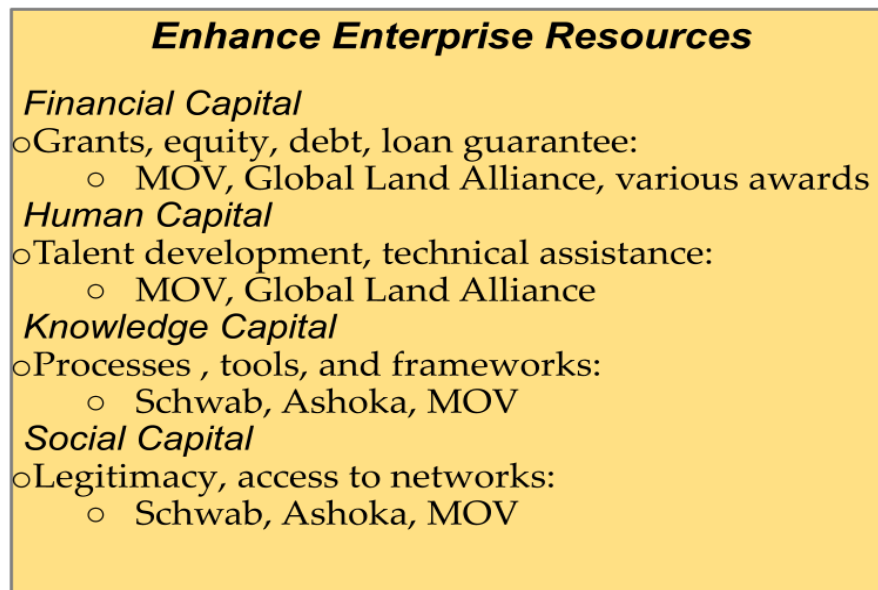 Enhance Enterprise Resources
Financial Capital
oGrants, equity, debt, loan guarantee:
o MOV, Global Land Alliance, various awards
Human Capital
oTalent development, technical assistance:
o MOV, Global Land Alliance
Knowledge Capital
oProcesses , tools, and frameworks:
o Schwab, Ashoka, MOV
Social Capital
oLegitimacy, access to networks:
o Schwab, Ashoka, MOV